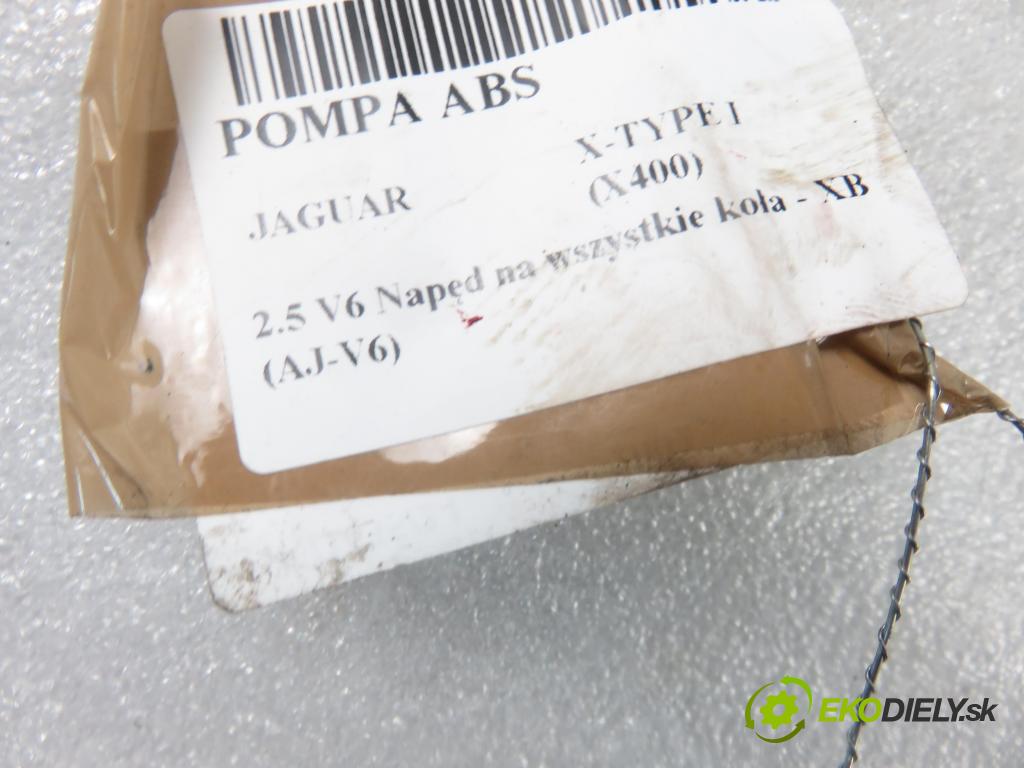 POMPA ABS
JAGUAR X-TYPE I
(X400)
2.5 V6 Napęd na wszystkie koła - XB
(AJ-V6)
EKODIELY.sk